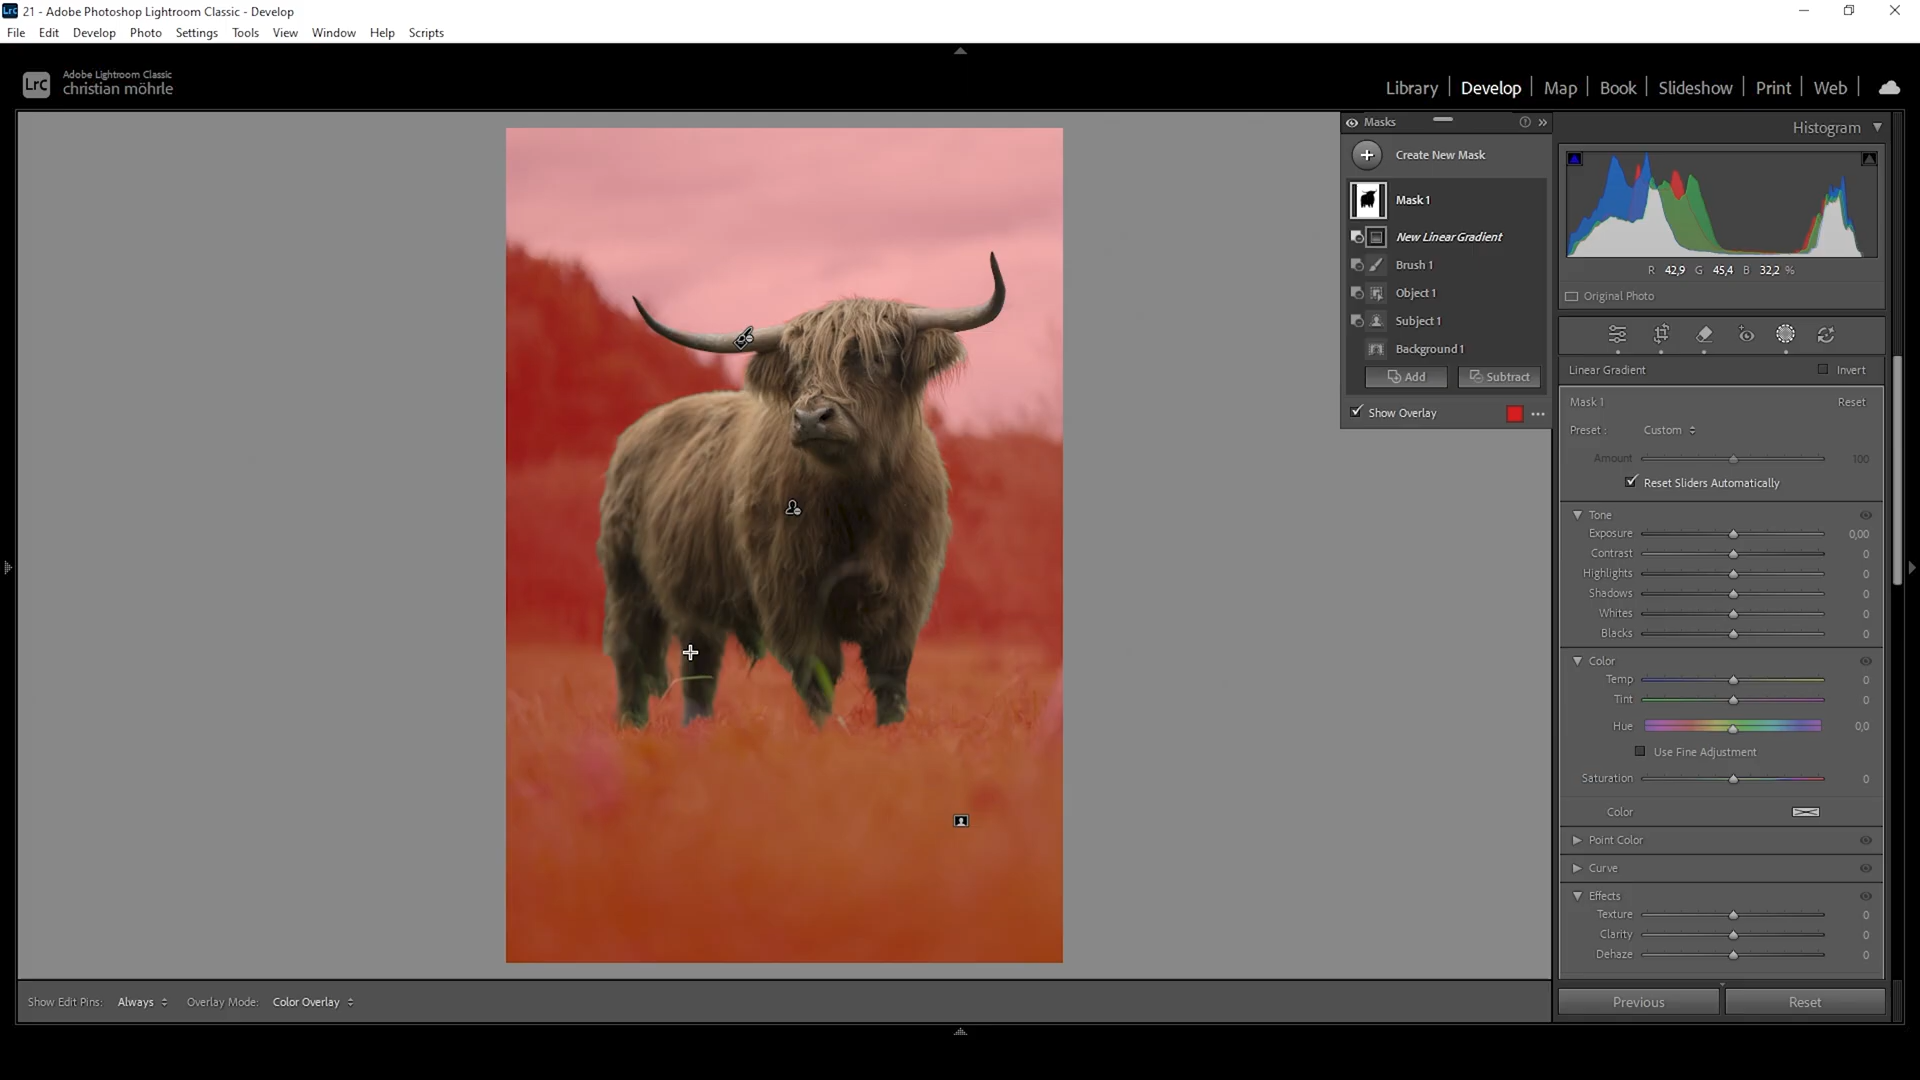 21 - Adobe Photoshop Lightroom Classic - Develop
File Edit Develop Photo Settings Tools View Window Help Scripts
Lrc
Adobe Lightroom Classic
christian möhrle
Library | Develop | Map | Book | Slideshow | Print | Web
Masks
Create New Mask
Mask 1
New Linear Gradient
Brush 1
Object 1
Subject 1
Background 1
Add Subtract
Show Overlay
Histogram
R 42,9 G 45,4 B 32,2 %
Original Photo
Linear Gradient Invert
Mask 1 Reset
Preset : Custom
Amount 100
Reset Sliders Automatically
Tone
Exposure 0,00
Contrast 0
Highlights 0
Shadows 0
Whites 0
Blacks 0
Color
Temp 0
Tint 0
Hue 0,0
Use Fine Adjustment
Saturation 0
Color
Point Color
Curve
Effects
Texture 0
Clarity 0
Dehaze 0
Show Edit Pins: Always Overlay Mode: Color Overlay
Previous Reset